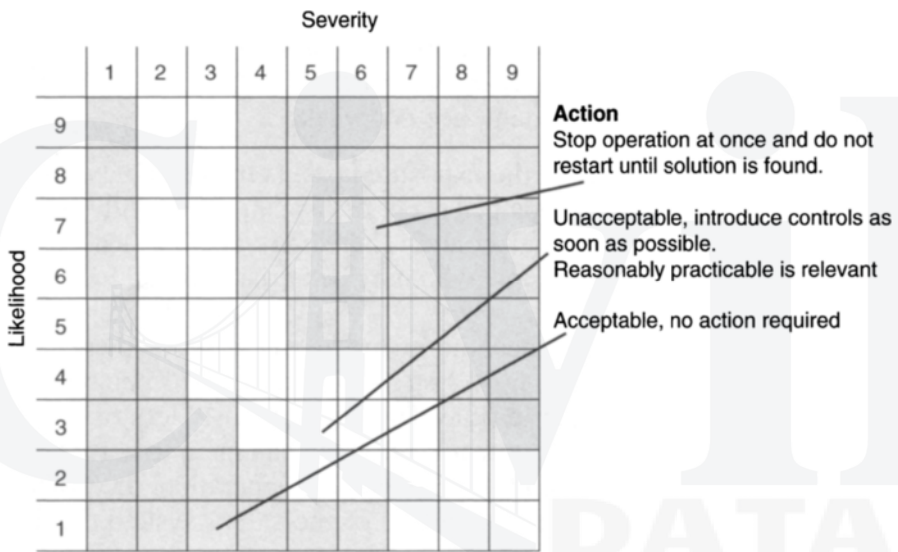 Severity
1 2 3 4 5 6 7 8 9
9
Action
Stop operation at once and do not
8
restart until solution is found.
7
Unacceptable, introduce controls as
soon as possible.
6
Reasonably practicable is relevant
Likelihood
5
Acceptable, no action required
4
3
2
1
Civil
DATA